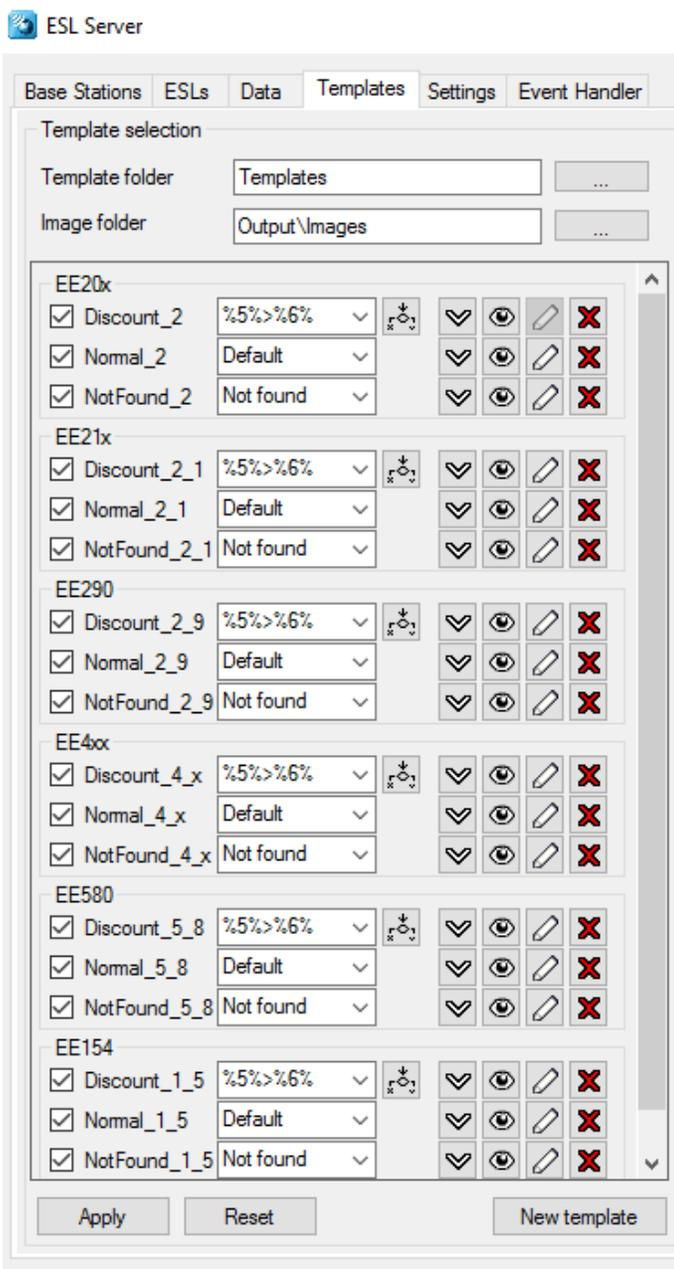 ESL Server
Base Stations ESLs Data Templates Settings Event Handler
Template selection
Template folder Templates ...
Image folder Output\Images ...
EE20x
Discount_2 %5%>%6%
Normal_2 Default
NotFound_2 Not found
EE21x
Discount_2_1 %5%>%6%
Normal_2_1 Default
NotFound_2_1 Not found
EE290
Discount_2_9 %5%>%6%
Normal_2_9 Default
NotFound_2_9 Not found
EE4xx
Discount_4_x %5%>%6%
Normal_4_x Default
NotFound_4_x Not found
EE580
Discount_5_8 %5%>%6%
Normal_5_8 Default
NotFound_5_8 Not found
EE154
Discount_1_5 %5%>%6%
Normal_1_5 Default
NotFound_1_5 Not found
Apply Reset New template